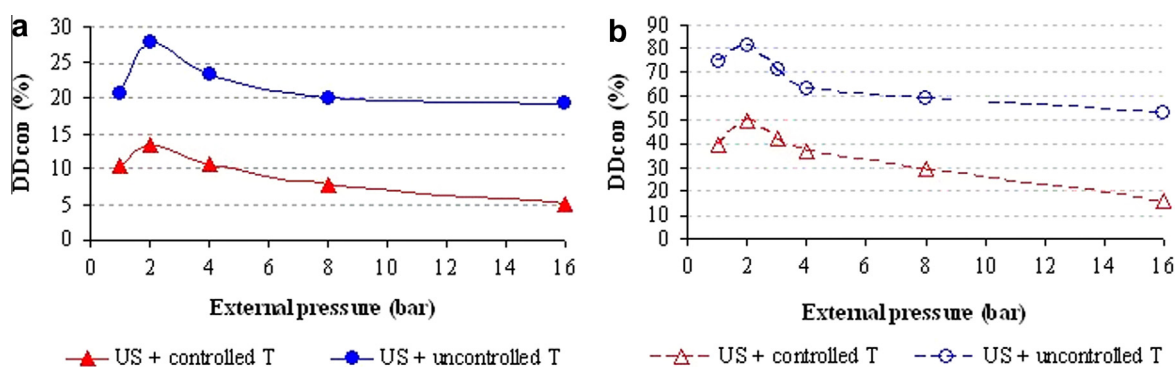 a
30
25
20
15
10
5
0
DDcon (%)
0 2 4 6 8 10 12 14 16
External pressure (bar)
US + controlled T US + uncontrolled T
b
90
80
70
60
50
40
30
20
10
0
DDcon (%)
0 2 4 6 8 10 12 14 16
External pressure (bar)
US + controlled T US + uncontrolled T